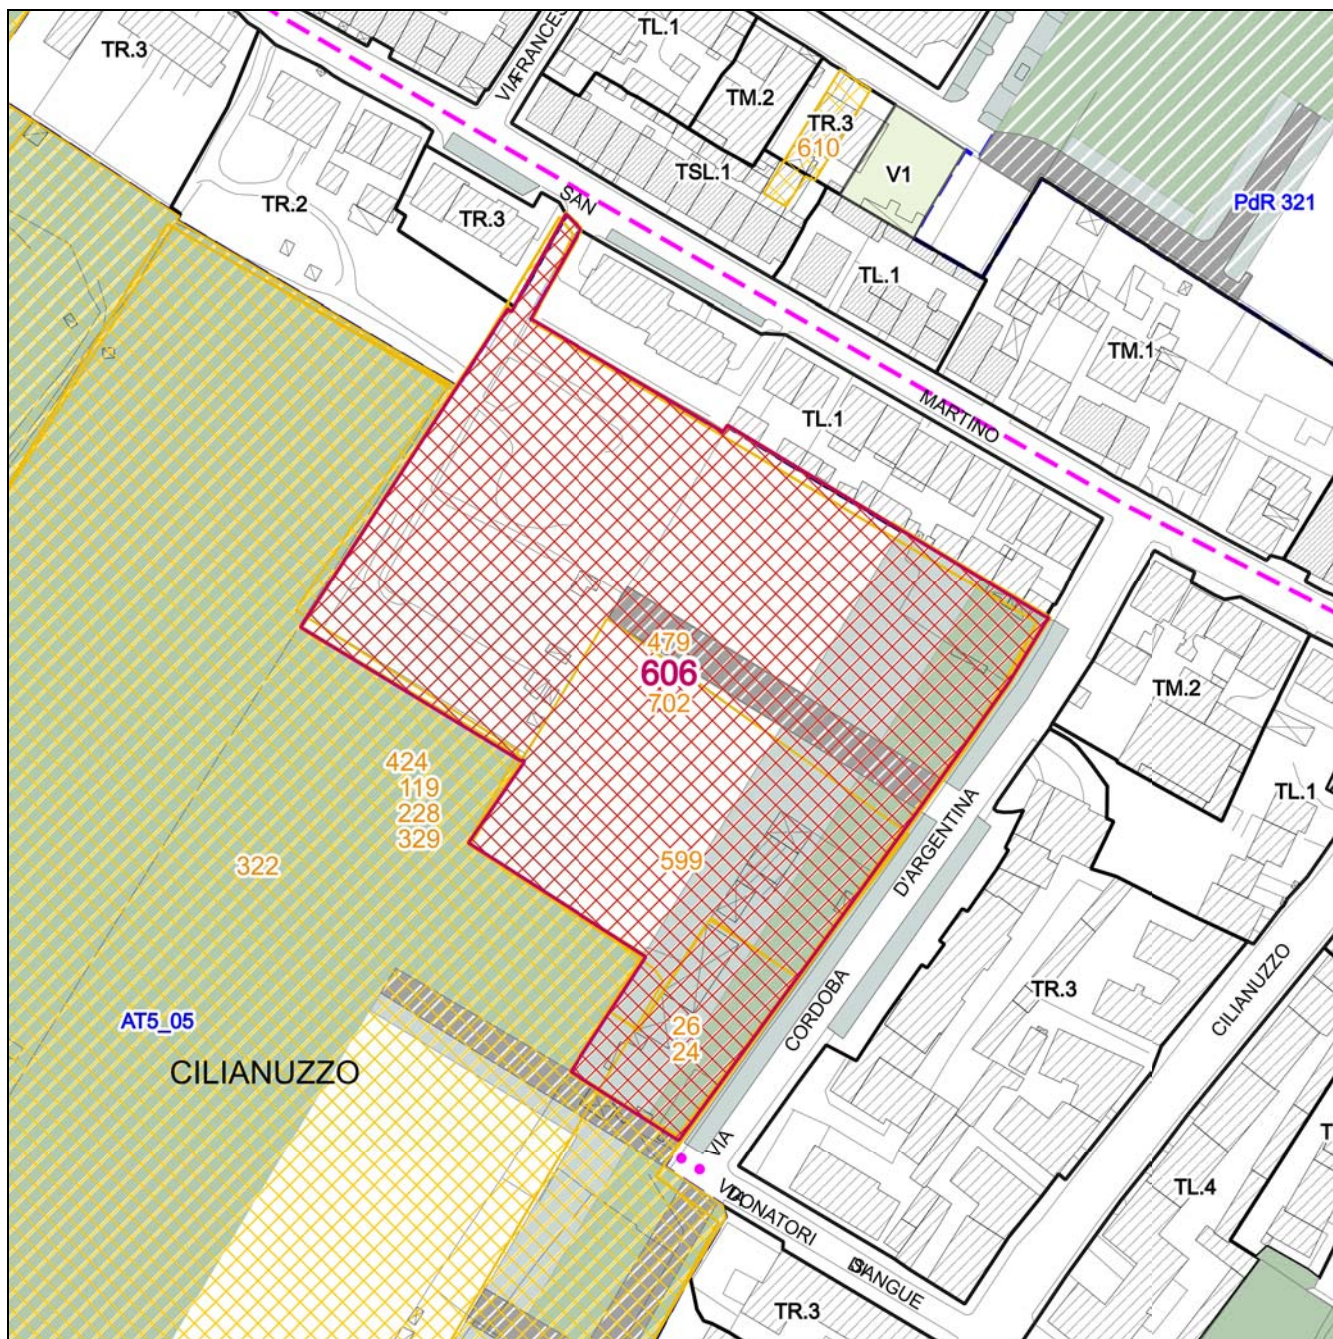 TR.3
TL.1
VIA FRANCES
TM.2
TR.3
610
V1
TSL.1
PdR 321
TR.2
TR.3
SAN
TL.1
TM.1
MARTINO
TL.1
479
606
702
TM.2
424
119
228
329
322
599
D'ARGENTINA
TL.1
CORDOBA
TR.3
CILIANUZZO
26
24
AT5_05
CILIANUZZO
VIA
VIA DONATORI
DI SANGUE
TL.4
T
TR.3